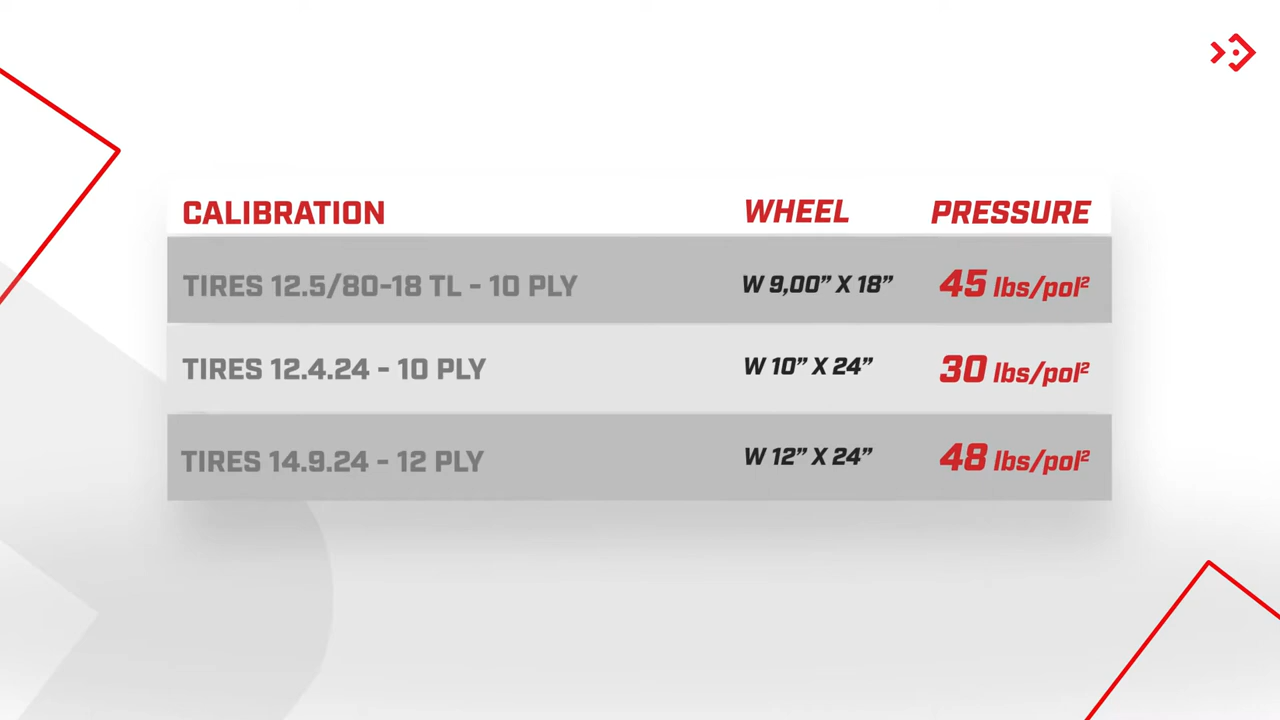 CALIBRATION WHEEL PRESSURE
TIRES 12.5/80-18 TL - 10 PLY W 9,00” X 18” 45 lbs/pol²
TIRES 12.4.24 - 10 PLY W 10” X 24” 30 lbs/pol²
TIRES 14.9.24 - 12 PLY W 12” X 24” 48 lbs/pol²